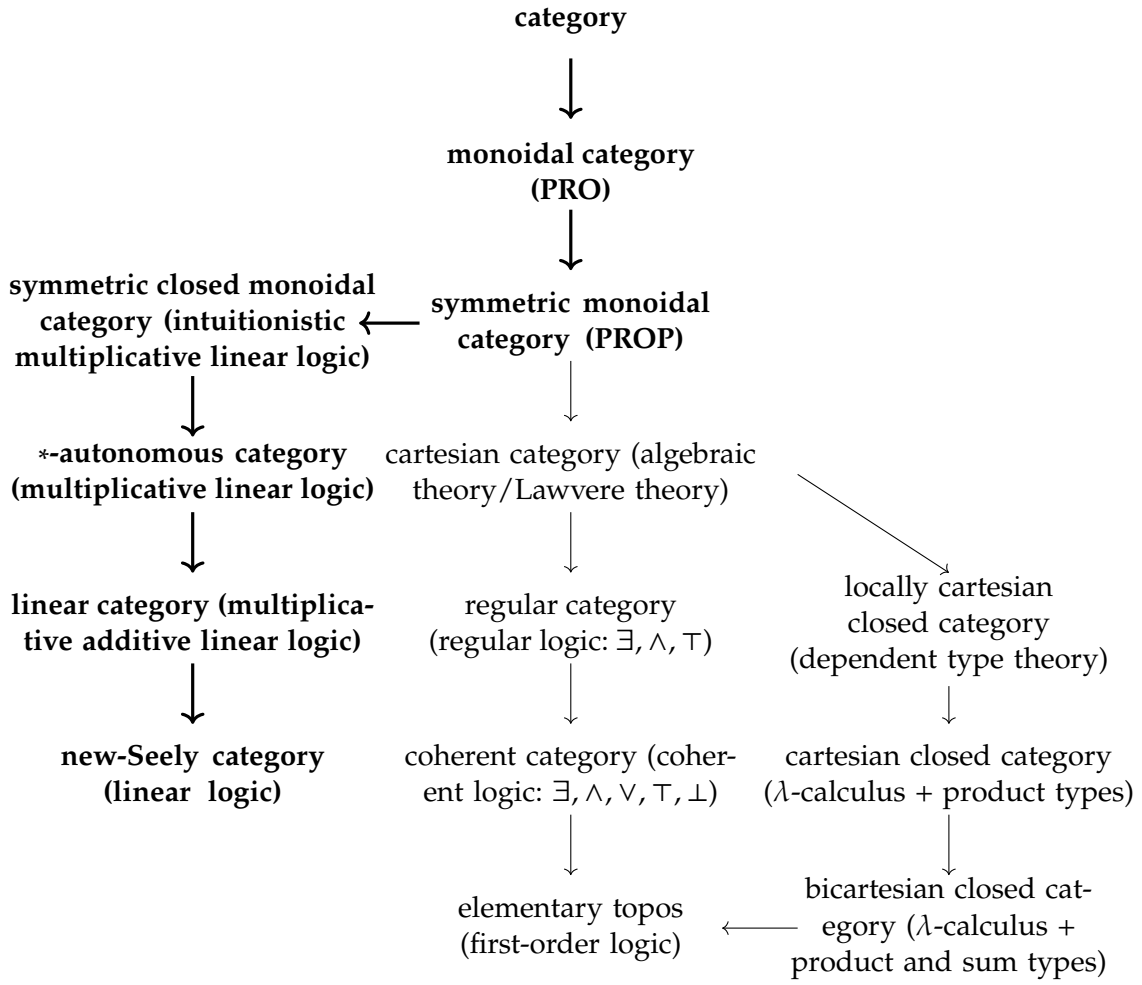 category
monoidal category
(PRO)
symmetric closed monoidal
category (intuitionistic
multiplicative linear logic)
symmetric monoidal
category (PROP)
*-autonomous category
(multiplicative linear logic)
cartesian category (algebraic
theory/Lawvere theory)
linear category (multiplica-
tive additive linear logic)
regular category
(regular logic: ∃, ∧, ⊤)
locally cartesian
closed category
(dependent type theory)
new-Seely category
(linear logic)
coherent category (coher-
ent logic: ∃, ∧, ∨, ⊤, ⊥)
cartesian closed category
(λ-calculus + product types)
elementary topos
(first-order logic)
bicartesian closed cat-
egory (λ-calculus +
product and sum types)